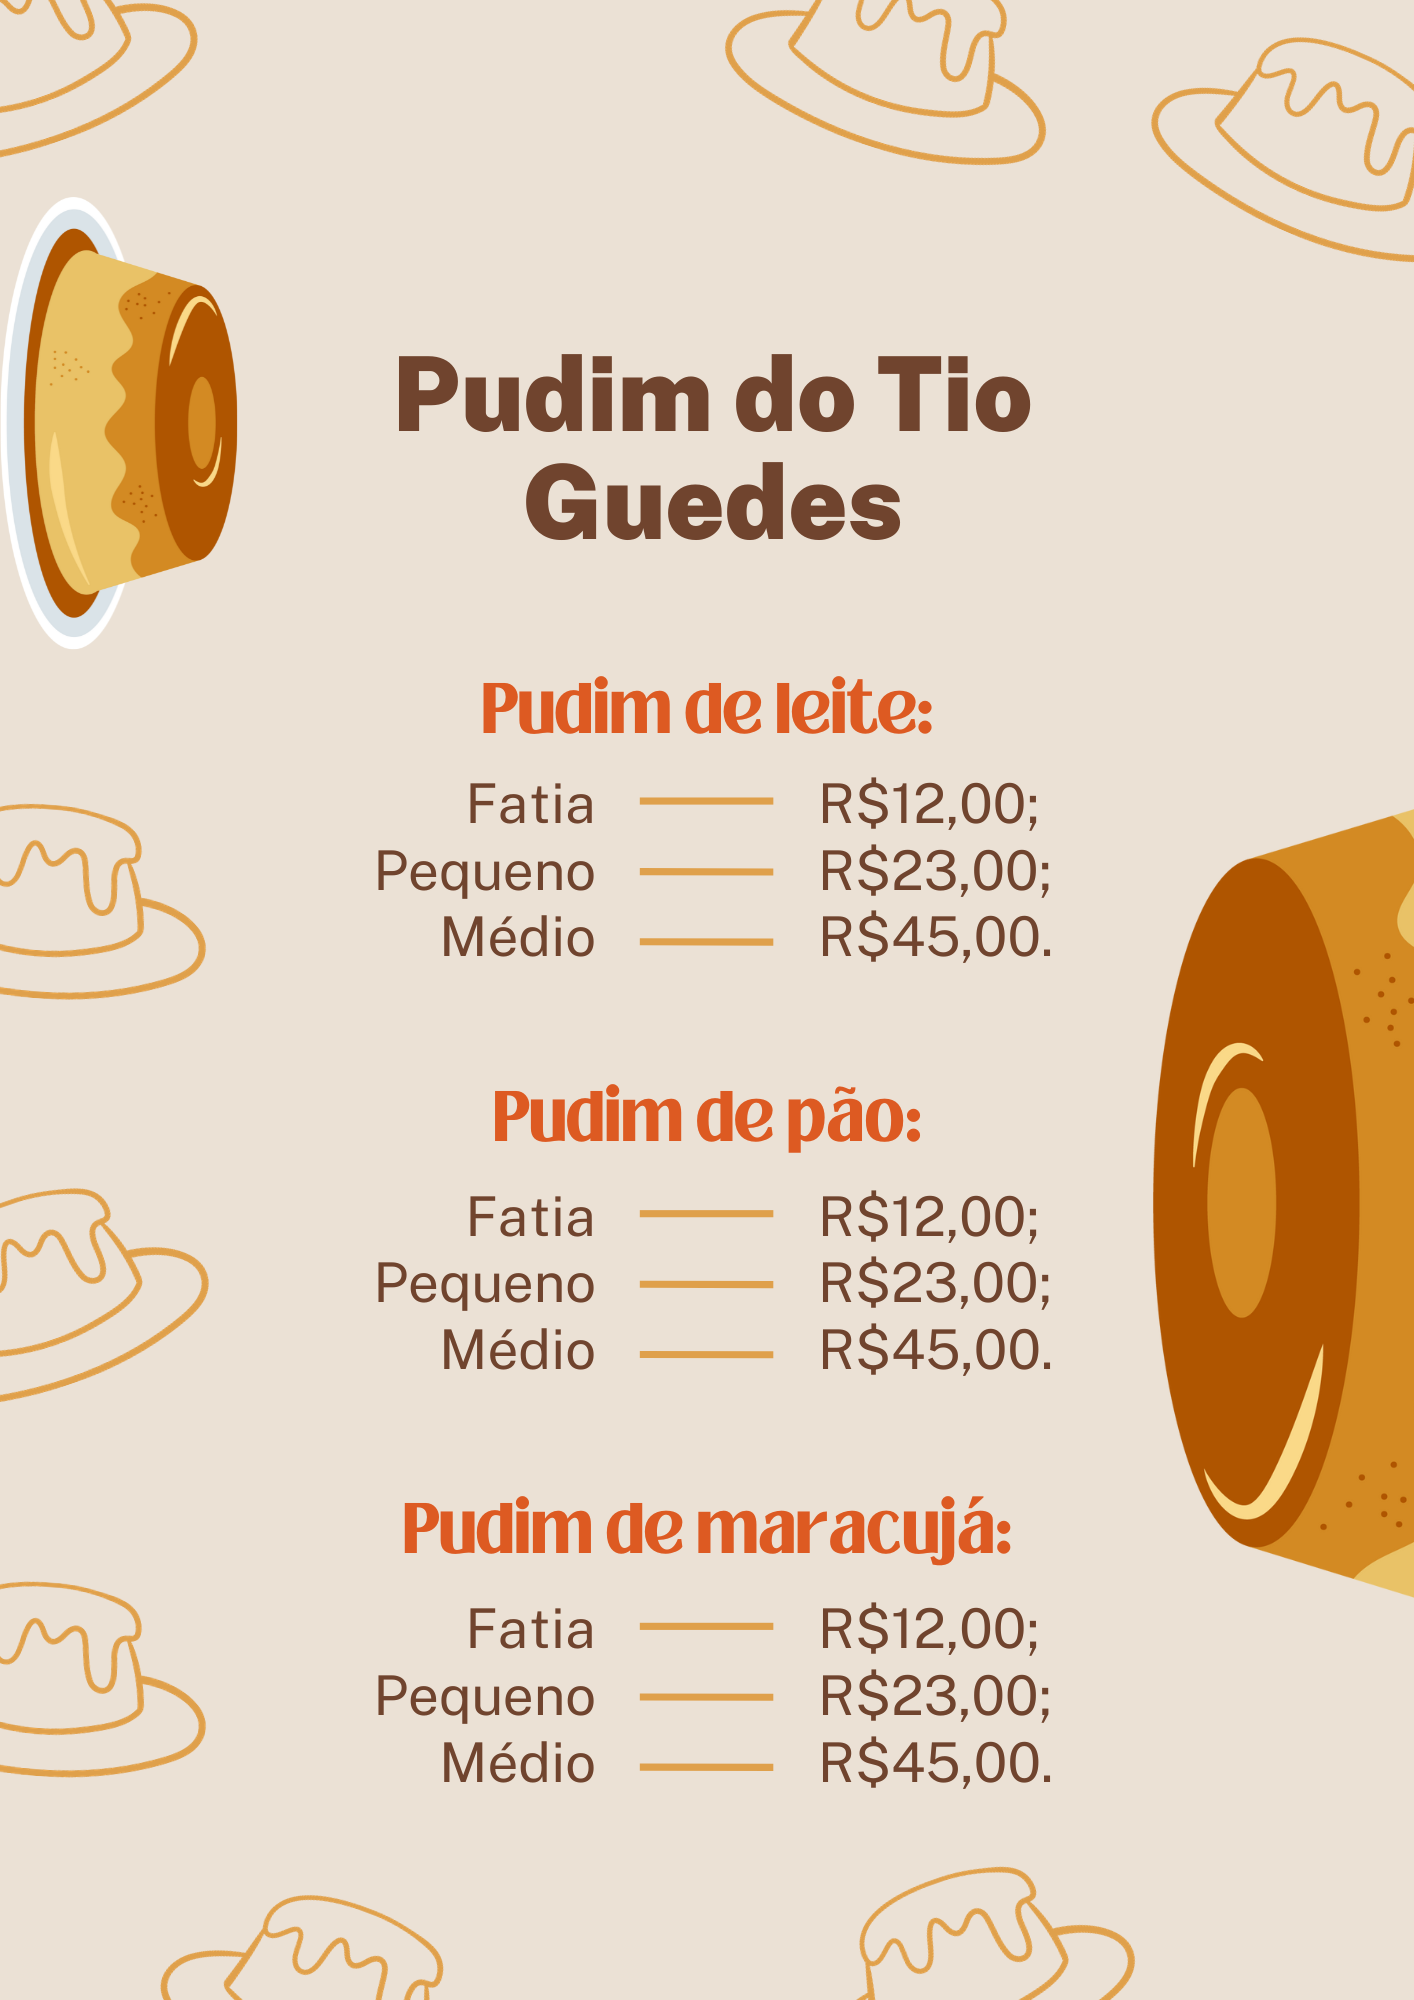 Pudim do Tio
Guedes
Pudim de leite:
Fatia R$12,00;
Pequeno R$23,00;
Médio R$45,00.
Pudim de pão:
Fatia R$12,00;
Pequeno R$23,00;
Médio R$45,00.
Pudim de maracujá:
Fatia R$12,00;
Pequeno R$23,00;
Médio R$45,00.